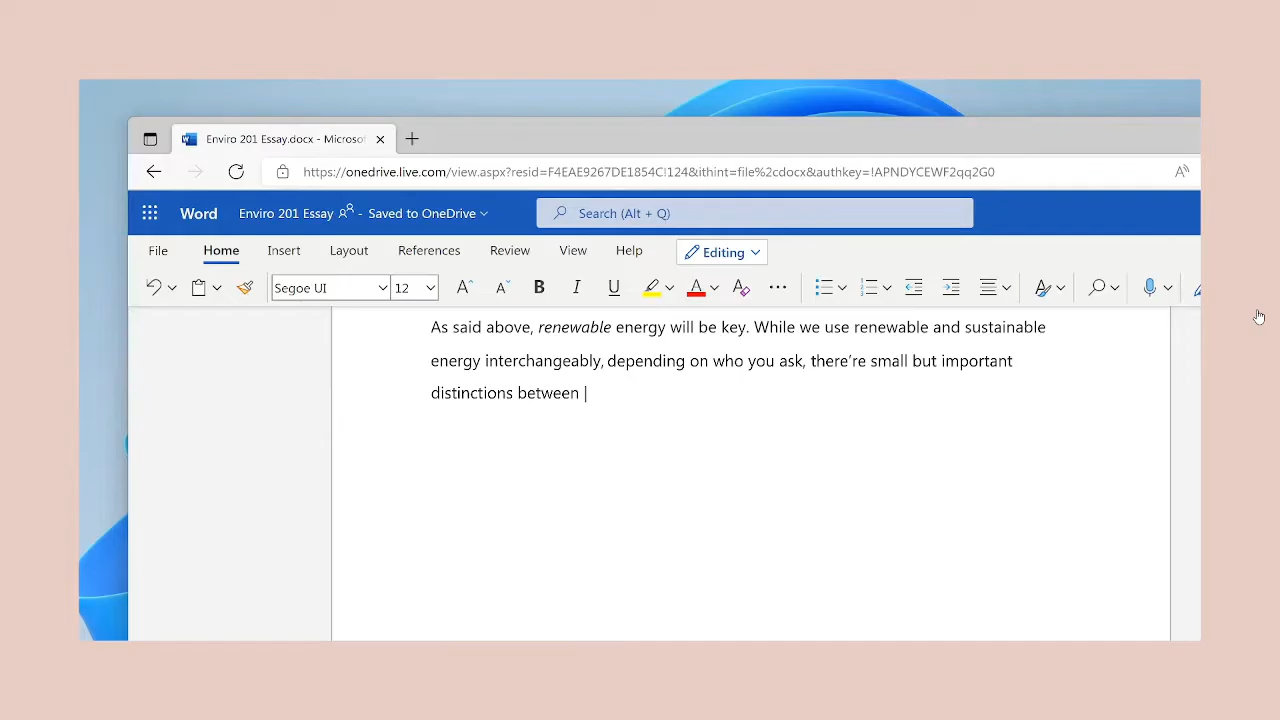 Enviro 201 Essay.docx - Microsof
https://onedrive.live.com/view.aspx?resid=F4EAE9267DE1854C!124&ithint=file%2cdocx&authkey=!APNDYCEWF2qq2G0
Word Enviro 201 Essay - Saved to OneDrive Search (Alt + Q)
File Home Insert Layout References Review View Help Editing
Segoe UI 12
As said above, renewable energy will be key. While we use renewable and sustainable
energy interchangeably, depending on who you ask, there’re small but important
distinctions between